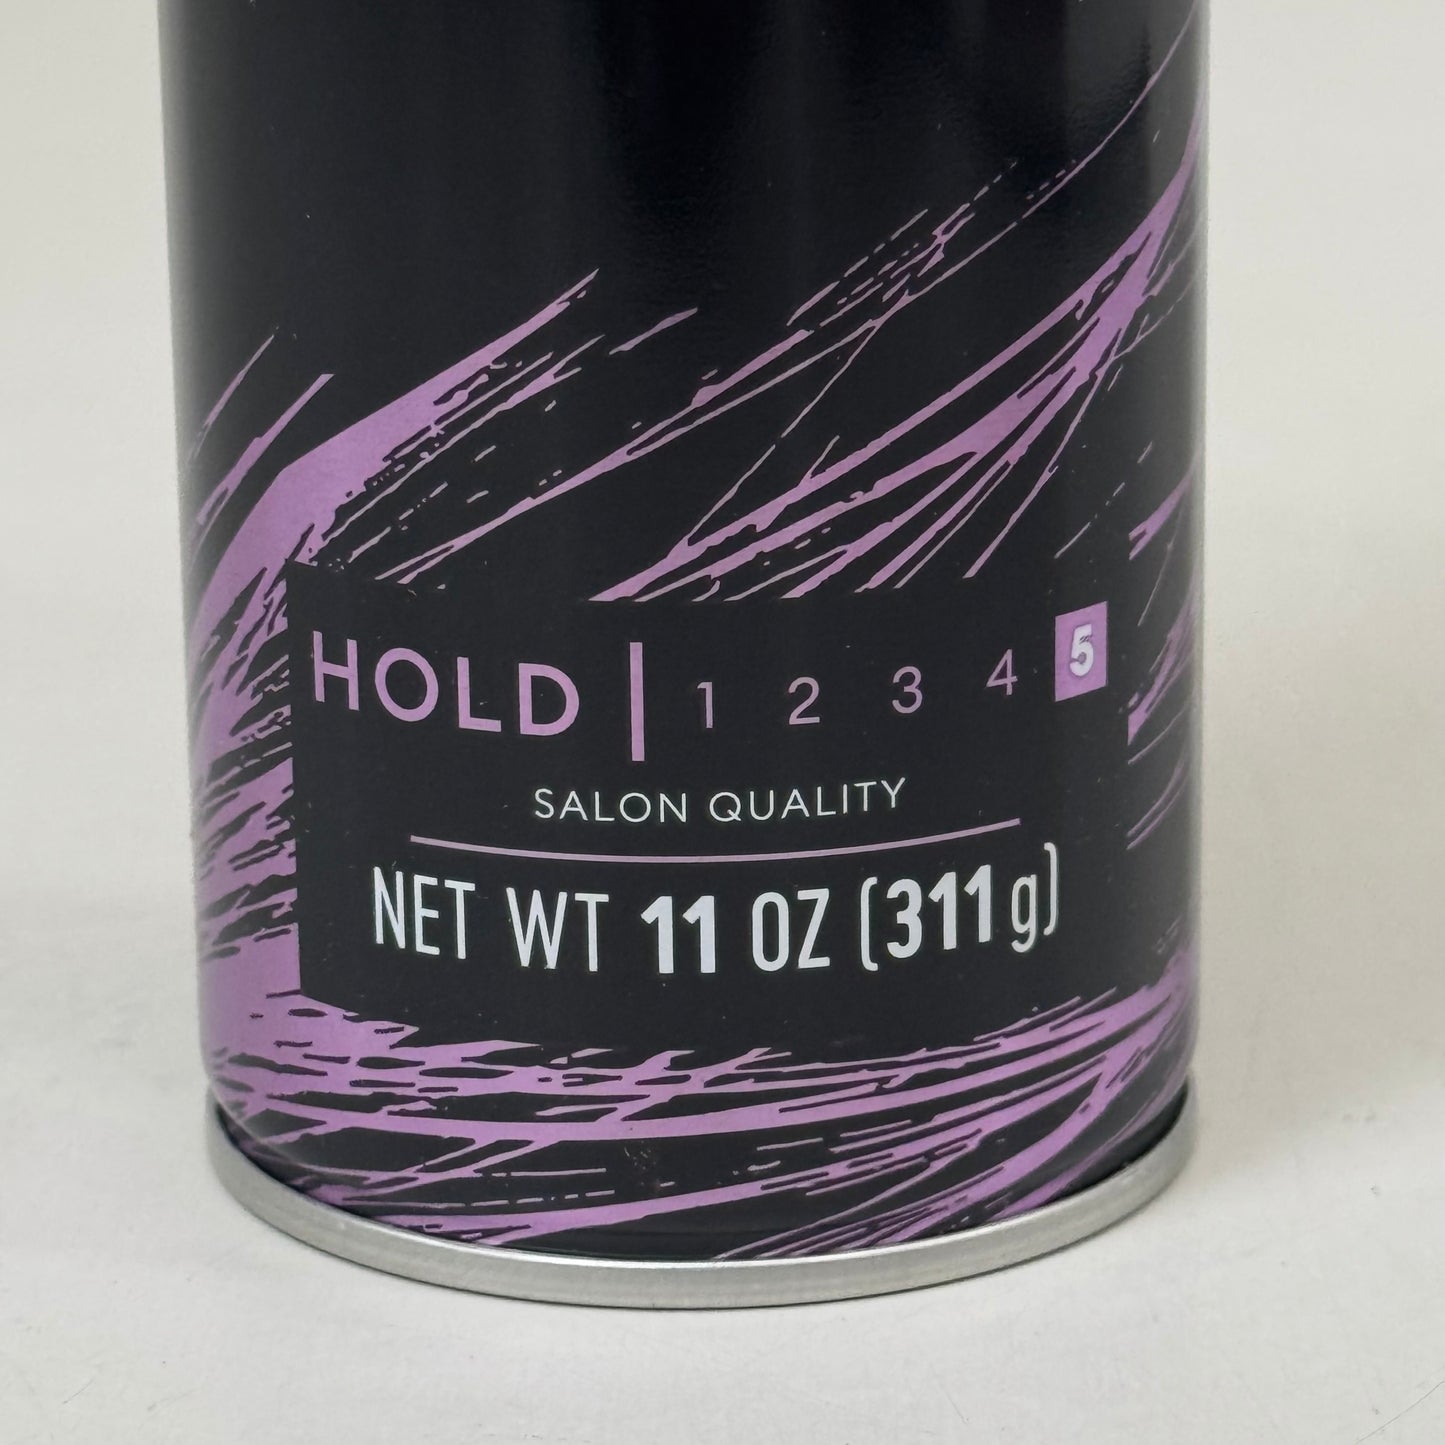 HOLD | 1 2 3 4 5
SALON QUALITY
NET WT 11 OZ (311 g)